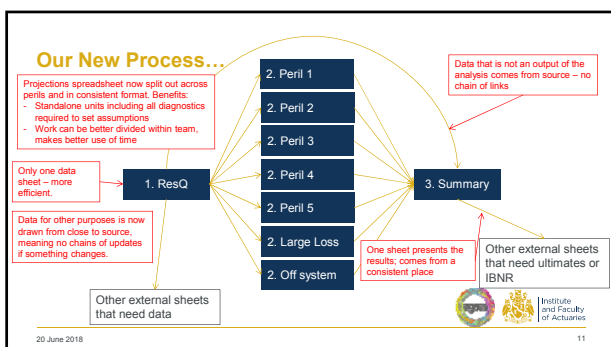 Our New Process…
Projections spreadsheet now split out across
perils and in consistent format. Benefits:
- Standalone units including all diagnostics
required to set assumptions
- Work can be better divided within team,
makes better use of time
Data that is not an output of the
analysis comes from source – no
chain of links
2. Peril 1
2. Peril 2
2. Peril 3
2. Peril 4
2. Peril 5
2. Large Loss
2. Off system
Only one data
sheet – more
efficient.
1. ResQ
3. Summary
Data for other purposes is now
drawn from close to source,
meaning no chains of updates
if something changes.
One sheet presents the
results; comes from a
consistent place
Other external sheets
that need ultimates or
IBNR
Other external sheets
that need data
Institute
and Faculty
of Actuaries
20 June 2018
11